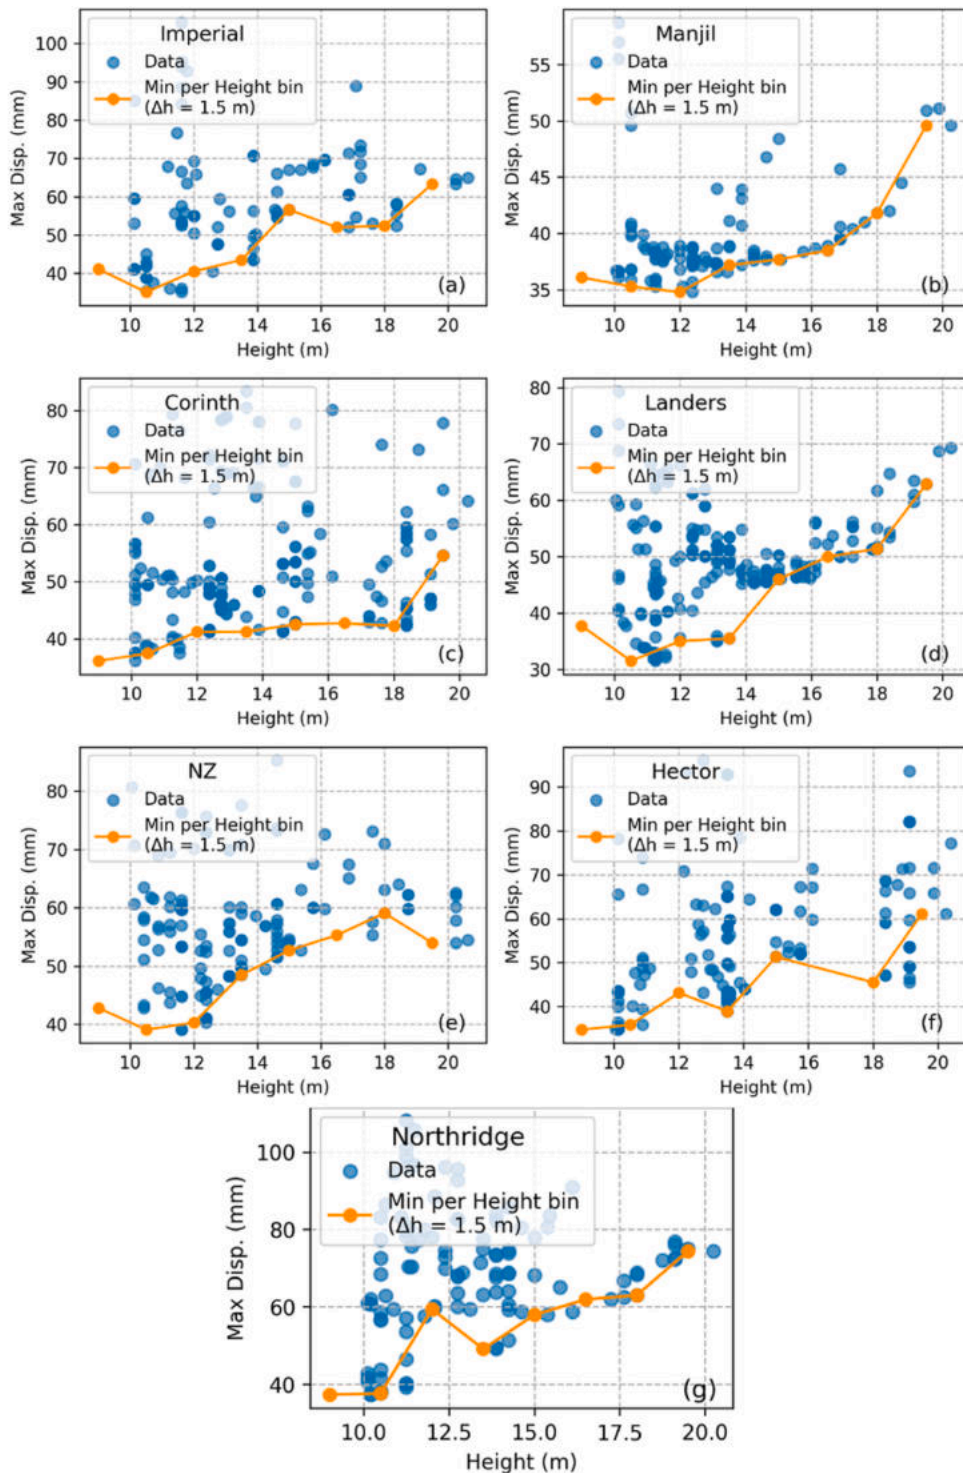 Imperial
Data
Min per Height bin
(Δh = 1.5 m)
100
90
80
70
60
50
40
Max Disp. (mm)
(a)
10 12 14 16 18 20
Height (m)
Manjil
Data
Min per Height bin
(Δh = 1.5 m)
55
50
45
40
35
Max Disp. (mm)
(b)
10 12 14 16 18 20
Height (m)
Corinth
Data
Min per Height bin
(Δh = 1.5 m)
80
70
60
50
40
Max Disp. (mm)
(c)
10 12 14 16 18 20
Height (m)
Landers
Data
Min per Height bin
(Δh = 1.5 m)
80
70
60
50
40
30
Max Disp. (mm)
(d)
10 12 14 16 18 20
Height (m)
NZ
Data
Min per Height bin
(Δh = 1.5 m)
80
70
60
50
40
Max Disp. (mm)
(e)
10 12 14 16 18 20
Height (m)
Hector
Data
Min per Height bin
(Δh = 1.5 m)
90
80
70
60
50
40
Max Disp. (mm)
(f)
10 12 14 16 18 20
Height (m)
Northridge
Data
Min per Height bin
(Δh = 1.5 m)
100
80
60
40
Max Disp. (mm)
(g)
10.0 12.5 15.0 17.5 20.0
Height (m)